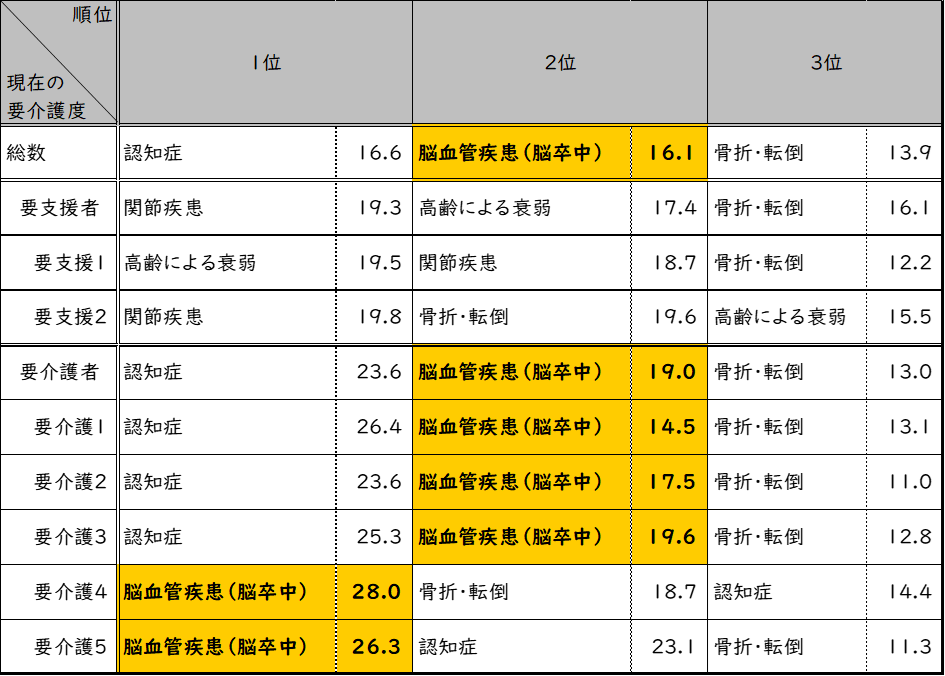 順位
現在の
要介護度
1位 2位 3位
総数 認知症 16.6 脳血管疾患(脳卒中) 16.1 骨折・転倒 13.9
要支援者 関節疾患 19.3 高齢による衰弱 17.4 骨折・転倒 16.1
要支援1 高齢による衰弱 19.5 関節疾患 18.7 骨折・転倒 12.2
要支援2 関節疾患 19.8 骨折・転倒 19.6 高齢による衰弱 15.5
要介護者 認知症 23.6 脳血管疾患(脳卒中) 19.0 骨折・転倒 13.0
要介護1 認知症 26.4 脳血管疾患(脳卒中) 14.5 骨折・転倒 13.1
要介護2 認知症 23.6 脳血管疾患(脳卒中) 17.5 骨折・転倒 11.0
要介護3 認知症 25.3 脳血管疾患(脳卒中) 19.6 骨折・転倒 12.8
要介護4 脳血管疾患(脳卒中) 28.0 骨折・転倒 18.7 認知症 14.4
要介護5 脳血管疾患(脳卒中) 26.3 認知症 23.1 骨折・転倒 11.3